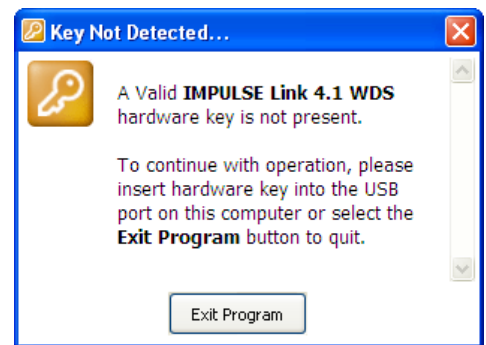 Key Not Detected...
A Valid IMPULSE Link 4.1 WDS
hardware key is not present.
To continue with operation, please
insert hardware key into the USB
port on this computer or select the
Exit Program button to quit.
Exit Program